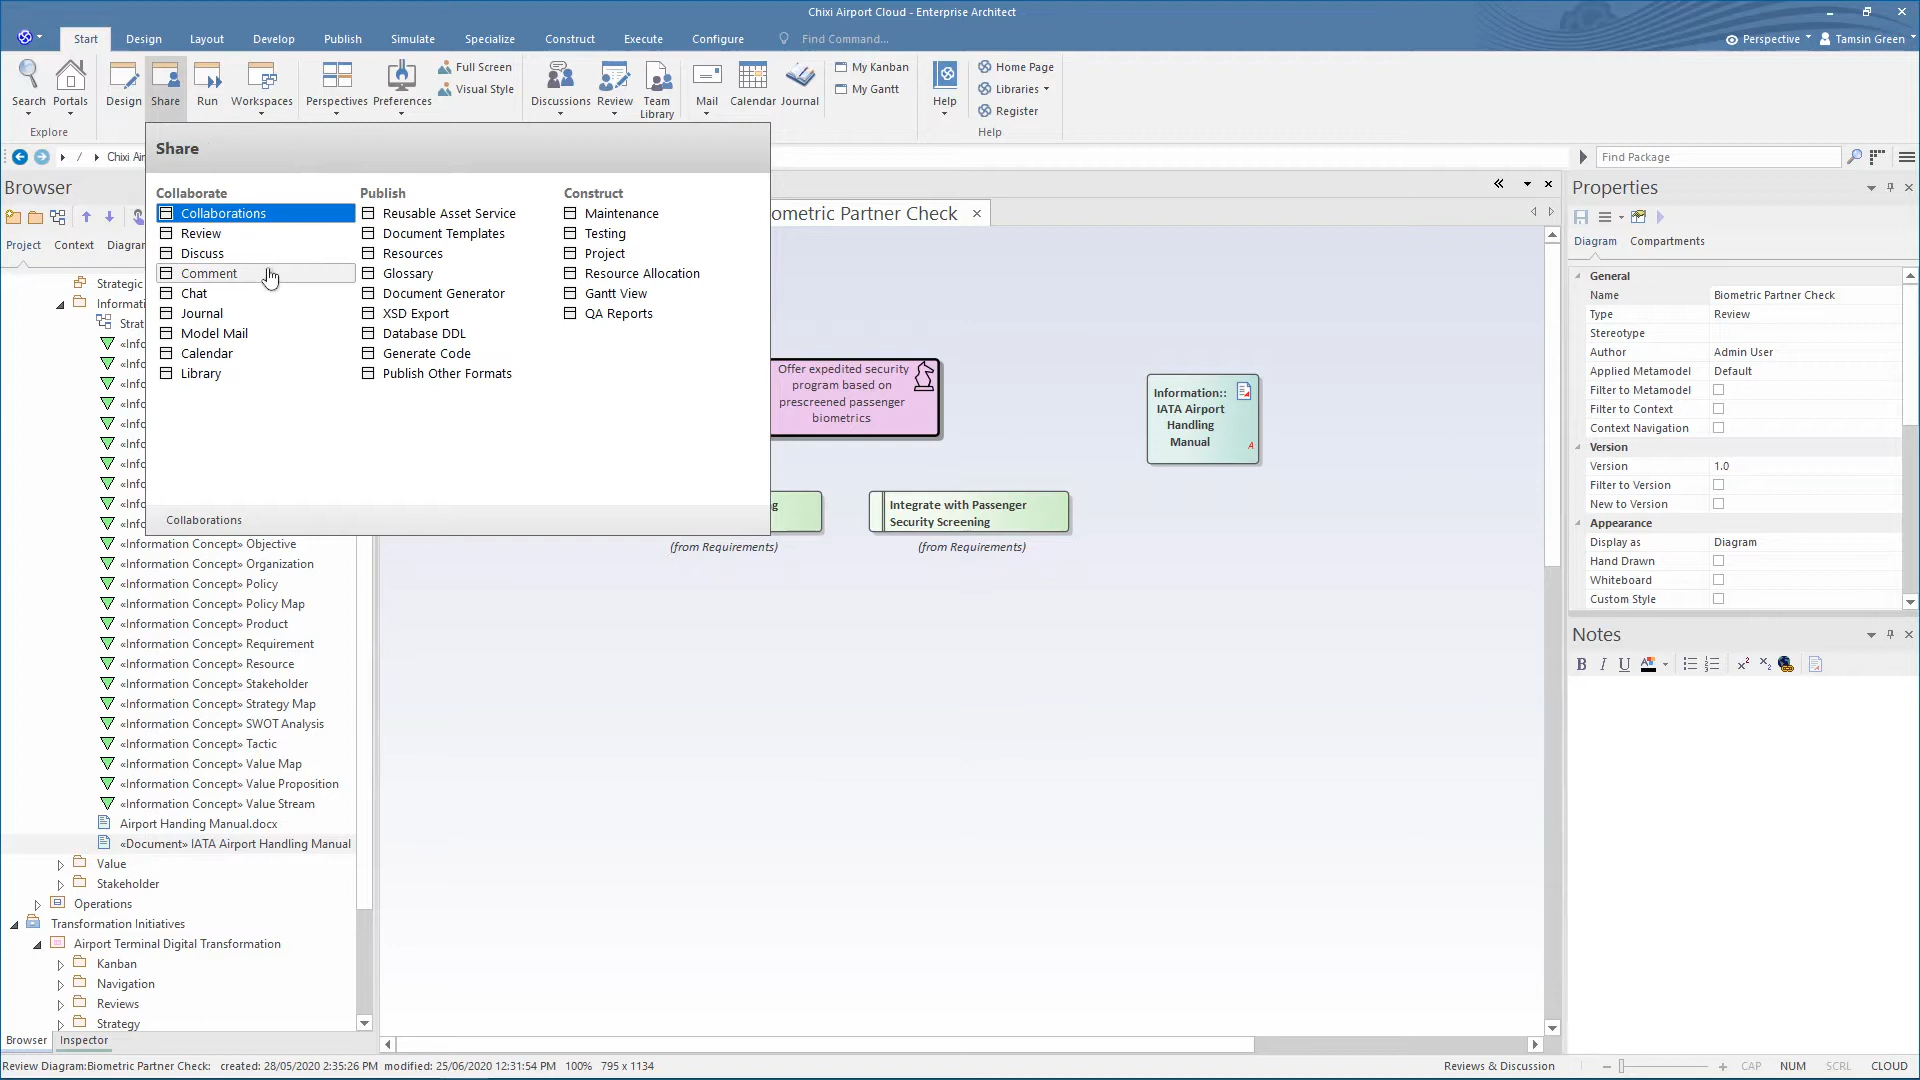 Chixi Airport Cloud - Enterprise Architect
Start
Design
Layout
Develop
Publish
Simulate
Specialize
Construct
Execute
Configure
Find Command...
Perspective
Tamsin Green
Search
Portals
Explore
Design
Share
Run
Workspaces
Perspectives
Preferences
Full Screen
Visual Style
Discussions
Review
Team
Library
Mail
Calendar
Journal
My Kanban
My Gantt
Help
Home Page
Libraries
Register
Help
/
Chixi Air
Find Package
Browser
Project
Context
Diagram
Share
Collaborate
Collaborations
Review
Discuss
Comment
Chat
Journal
Model Mail
Calendar
Library
Publish
Reusable Asset Service
Document Templates
Resources
Glossary
Document Generator
XSD Export
Database DDL
Generate Code
Publish Other Formats
Construct
Maintenance
Testing
Project
Resource Allocation
Gantt View
QA Reports
Collaborations
Strategic
Informati
Strat
«Info
«Info
«Info
«Info
«Info
«Info
«Info
«Info
«Info
«Info
«Information Concept» Objective
«Information Concept» Organization
«Information Concept» Policy
«Information Concept» Policy Map
«Information Concept» Product
«Information Concept» Requirement
«Information Concept» Resource
«Information Concept» Stakeholder
«Information Concept» Strategy Map
«Information Concept» SWOT Analysis
«Information Concept» Tactic
«Information Concept» Value Map
«Information Concept» Value Proposition
«Information Concept» Value Stream
Airport Handing Manual.docx
«Document» IATA Airport Handling Manual
Value
Stakeholder
Operations
Transformation Initiatives
Airport Terminal Digital Transformation
Kanban
Navigation
Reviews
Strategy
Browser
Inspector
iometric Partner Check
Offer expedited security
program based on
prescreened passenger
biometrics
Information::
IATA Airport
Handling
Manual
A
g
(from Requirements)
Integrate with Passenger
Security Screening
(from Requirements)
Properties
Diagram
Compartments
General
Name Biometric Partner Check
Type Review
Stereotype
Author Admin User
Applied Metamodel Default
Filter to Metamodel
Filter to Context
Context Navigation
Version
Version 1.0
Filter to Version
New to Version
Appearance
Display as Diagram
Hand Drawn
Whiteboard
Custom Style
Notes
B I U A
Review Diagram:Biometric Partner Check: created: 28/05/2020 2:35:26 PM modified: 25/06/2020 12:31:54 PM 100% 795 x 1134
Reviews & Discussion
CAP
NUM
SCRL
CLOUD